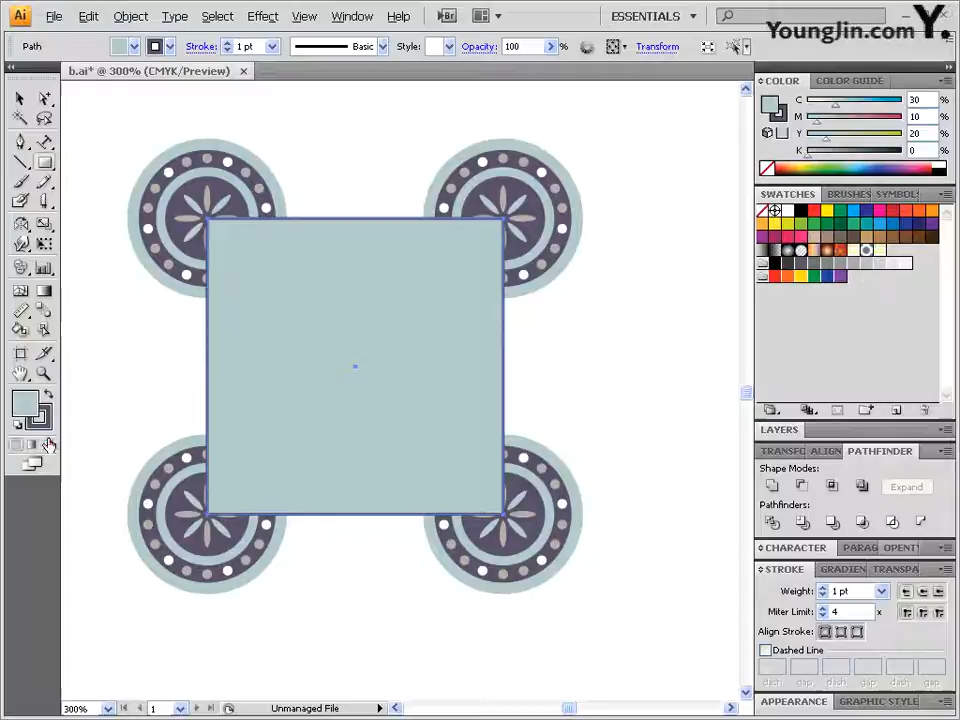 Ai File Edit Object Type Select Effect View Window Help Br ESSENTIALS
YoungJin.com Y.
Path Stroke: 1 pt Basic Style: Opacity: 100 % Transform
b.ai* @ 300% (CMYK/Preview)
COLOR COLOR GUIDE
C 30 %
M 10 %
Y 20 %
K 0 %
SWATCHES BRUSHES SYMBOL
LAYERS
TRANSFO ALIGN PATHFINDER
Shape Modes:
Expand
Pathfinders:
CHARACTER PARAG OPENT
STROKE GRADIEN TRANSPA
Weight: 1 pt
Miter Limit: 4 x
Align Stroke:
Dashed Line
dash gap dash gap dash gap
APPEARANCE GRAPHIC STYLE
300% 1 Unmanaged File